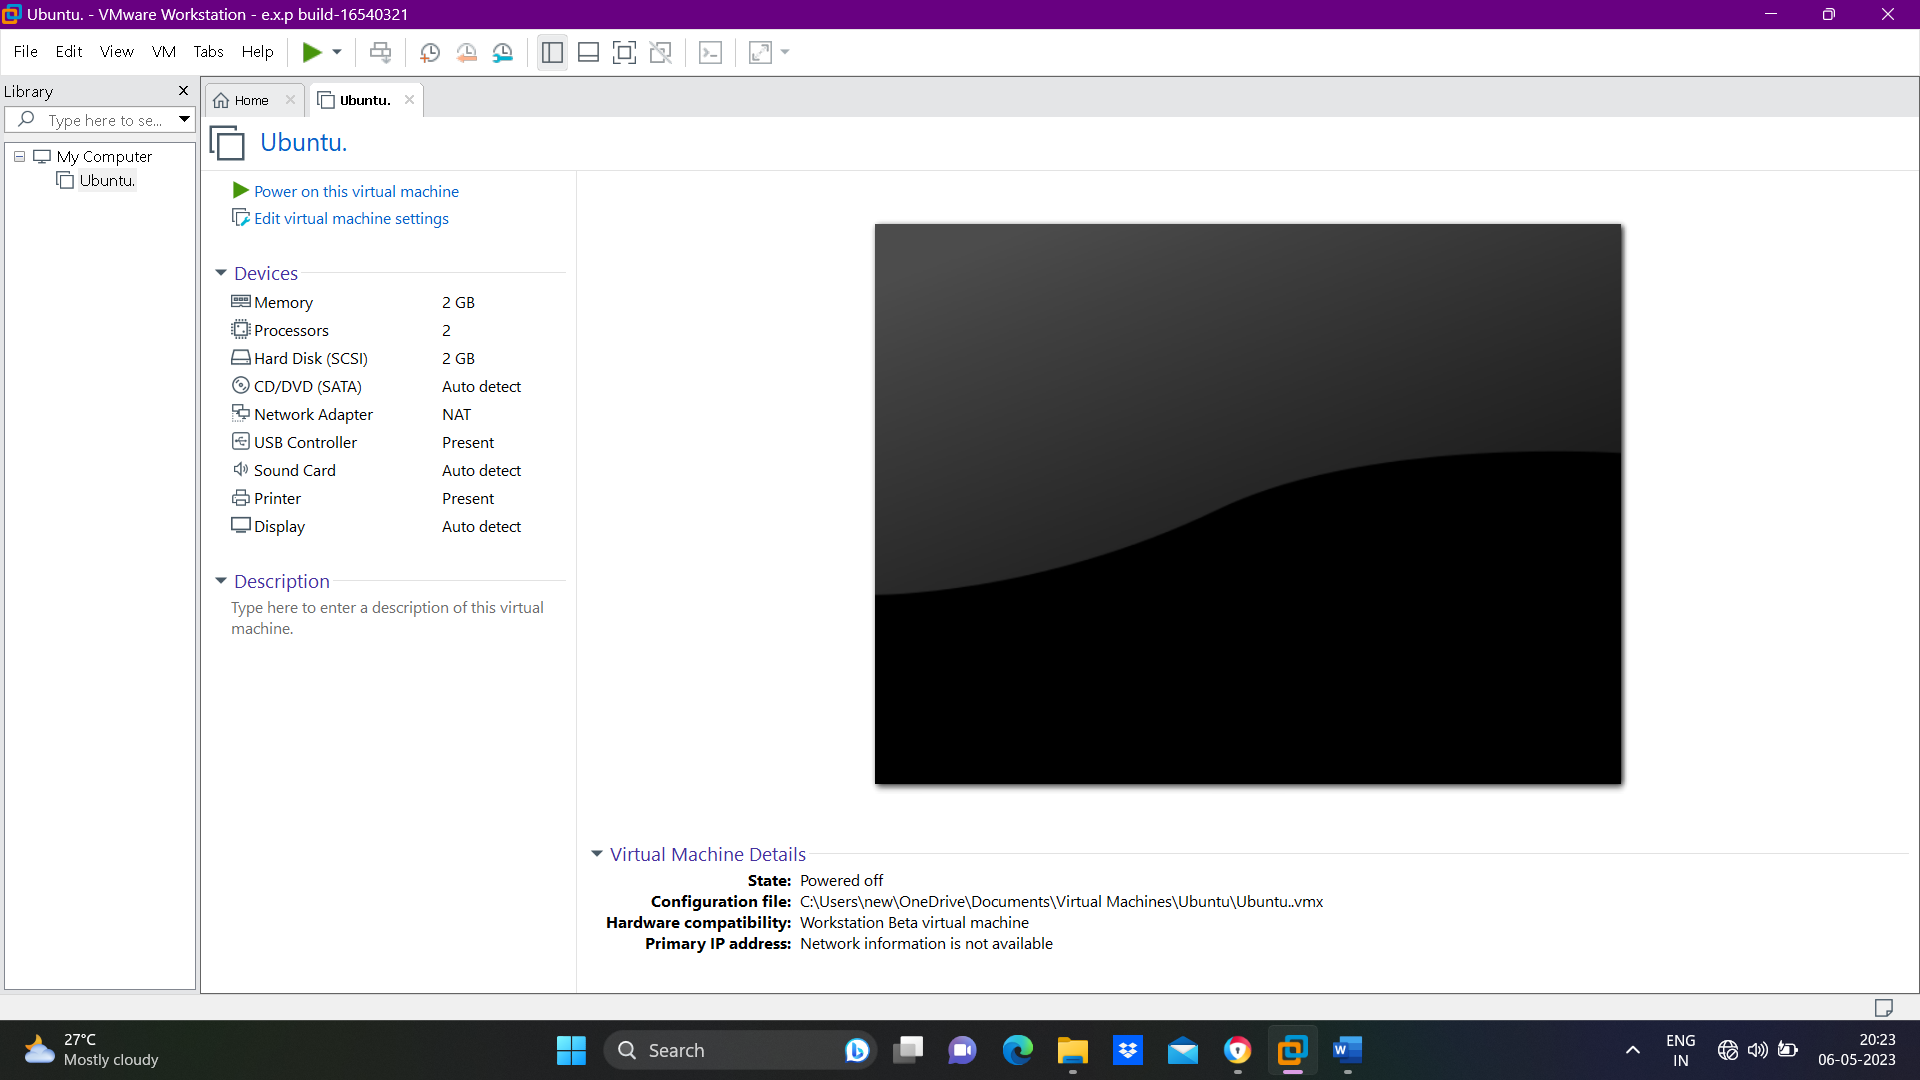 Ubuntu. - VMware Workstation - e.x.p build-16540321
File Edit View VM Tabs Help
Library
Type here to se...
My Computer
Ubuntu.
Home
Ubuntu.
Ubuntu.
Power on this virtual machine
Edit virtual machine settings
Devices
Memory 2 GB
Processors 2
Hard Disk (SCSI) 2 GB
CD/DVD (SATA) Auto detect
Network Adapter NAT
USB Controller Present
Sound Card Auto detect
Printer Present
Display Auto detect
Description
Type here to enter a description of this virtual
machine.
Virtual Machine Details
State: Powered off
Configuration file: C:\Users\new\OneDrive\Documents\Virtual Machines\Ubuntu\Ubuntu..vmx
Hardware compatibility: Workstation Beta virtual machine
Primary IP address: Network information is not available
27°C
Mostly cloudy
Search
W
ENG
IN
20:23
06-05-2023